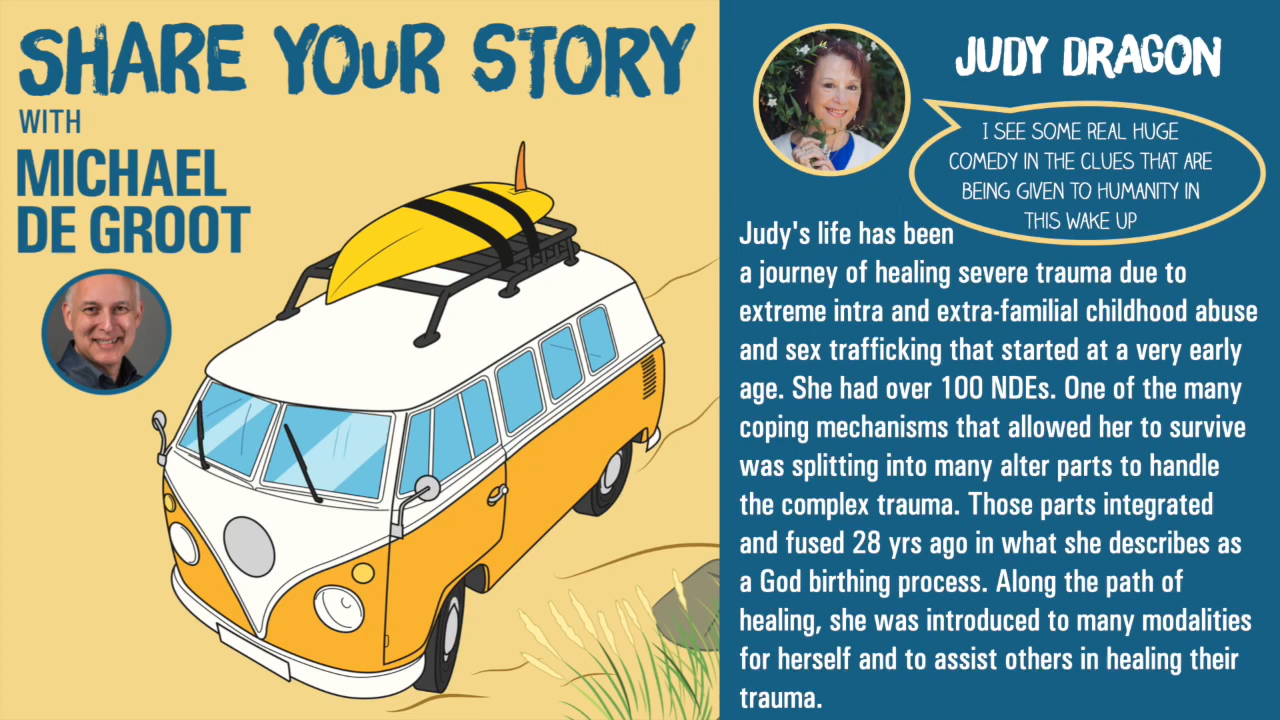 SHARE YOUR STORY
WITH
MICHAEL
DE GROOT
JUDY DRAGON
I SEE SOME REAL HUGE
COMEDY IN THE CLUES THAT ARE
BEING GIVEN TO HUMANITY IN
THIS WAKE UP
Judy's life has been
a journey of healing severe trauma due to
extreme intra and extra-familial childhood abuse
and sex trafficking that started at a very early
age. She had over 100 NDEs. One of the many
coping mechanisms that allowed her to survive
was splitting into many alter parts to handle
the complex trauma. Those parts integrated
and fused 28 yrs ago in what she describes as
a God birthing process. Along the path of
healing, she was introduced to many modalities
for herself and to assist others in healing their
trauma.